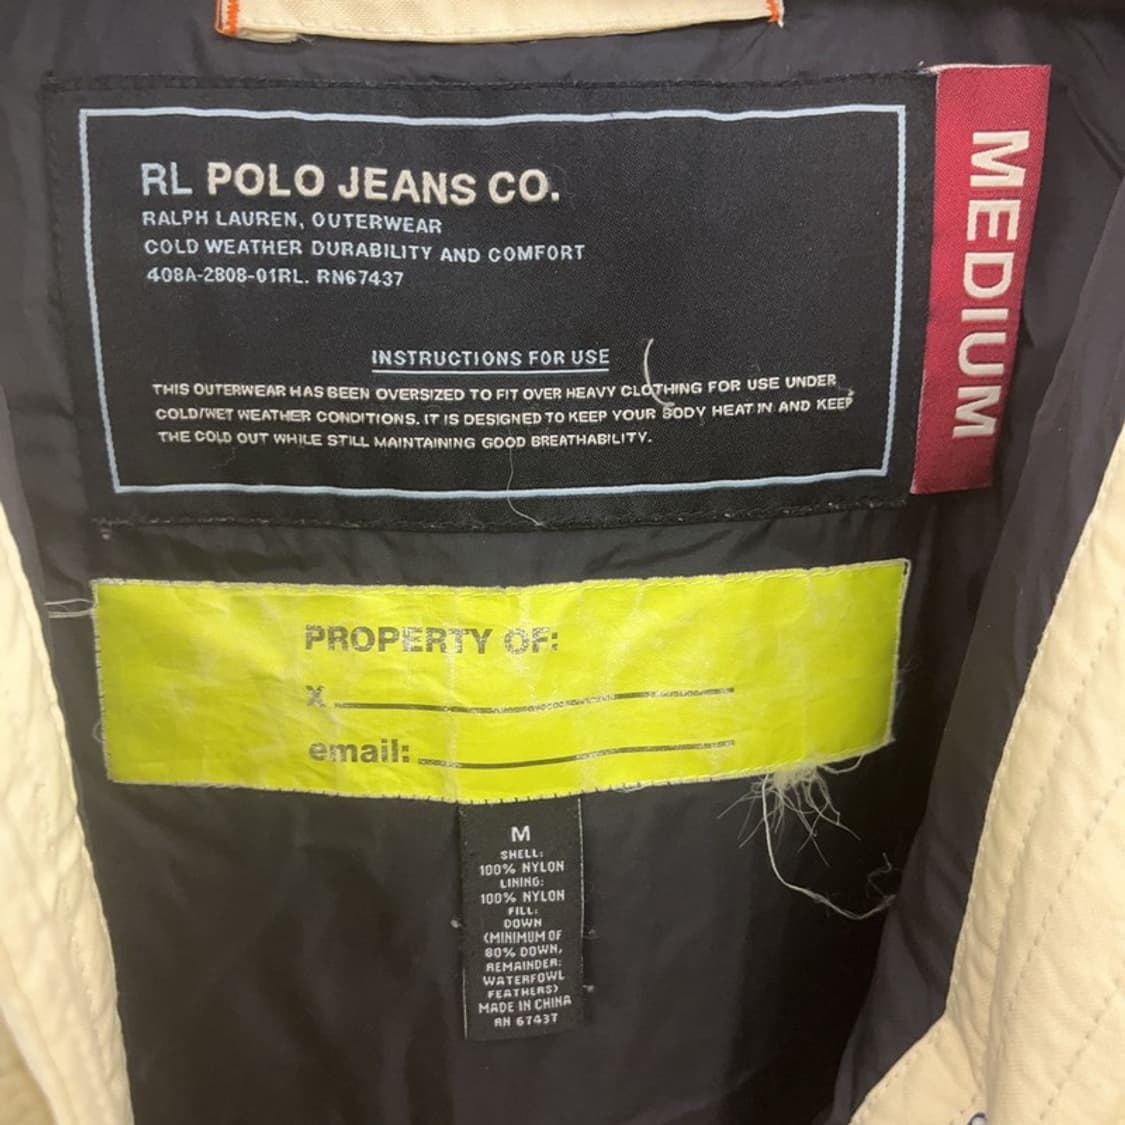 RL POLO JEANS CO.
RALPH LAUREN, OUTERWEAR
COLD WEATHER DURABILITY AND COMFORT
408A-2808-01RL. RN67437
INSTRUCTIONS FOR USE
THIS OUTERWEAR HAS BEEN OVERSIZED TO FIT OVER HEAVY CLOTHING FOR USE UNDER
COLD/WET WEATHER CONDITIONS. IT IS DESIGNED TO KEEP YOUR BODY HEAT IN AND KEEP
THE COLD OUT WHILE STILL MAINTAINING GOOD BREATHABILITY.
MEDIUM
PROPERTY OF:
X
email:
M
SHELL:
100% NYLON
LINING:
100% NYLON
FILL:
DOWN
(MINIMUM OF
80% DOWN,
REMAINDER:
WATERFOWL
FEATHERS)
MADE IN CHINA
RN 67437